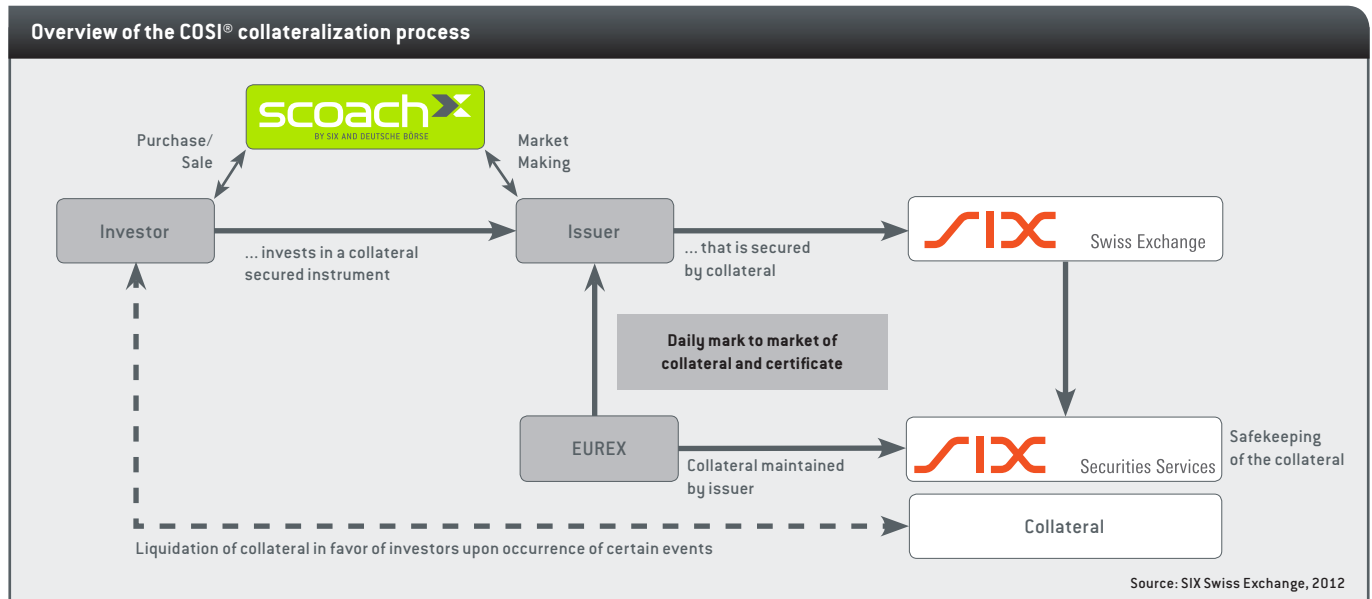 Overview of the COSI® collateralization process
scoach
BY SIX AND DEUTSCHE BÖRSE
Purchase/
Sale
Market
Making
Investor
... invests in a collateral
secured instrument
Issuer
... that is secured
by collateral
SIX
Swiss Exchange
Daily mark to market of
collateral and certificate
EUREX
Collateral maintained
by issuer
SIX
Securities Services
Safekeeping
of the collateral
Collateral
Liquidation of collateral in favor of investors upon occurrence of certain events
Source: SIX Swiss Exchange, 2012